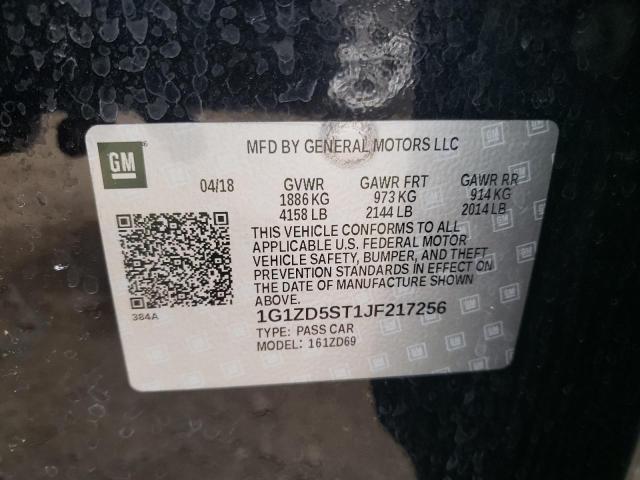 GM
MFD BY GENERAL MOTORS LLC
04/18 GVWR GAWR FRT GAWR RR
1886 KG 973 KG 914 KG
4158 LB 2144 LB 2014 LB
THIS VEHICLE CONFORMS TO ALL
APPLICABLE U.S. FEDERAL MOTOR
VEHICLE SAFETY, BUMPER, AND THEFT
PREVENTION STANDARDS IN EFFECT ON
THE DATE OF MANUFACTURE SHOWN
ABOVE.
384A
1G1ZD5ST1JF217256
TYPE: PASS CAR
MODEL: 161ZD69